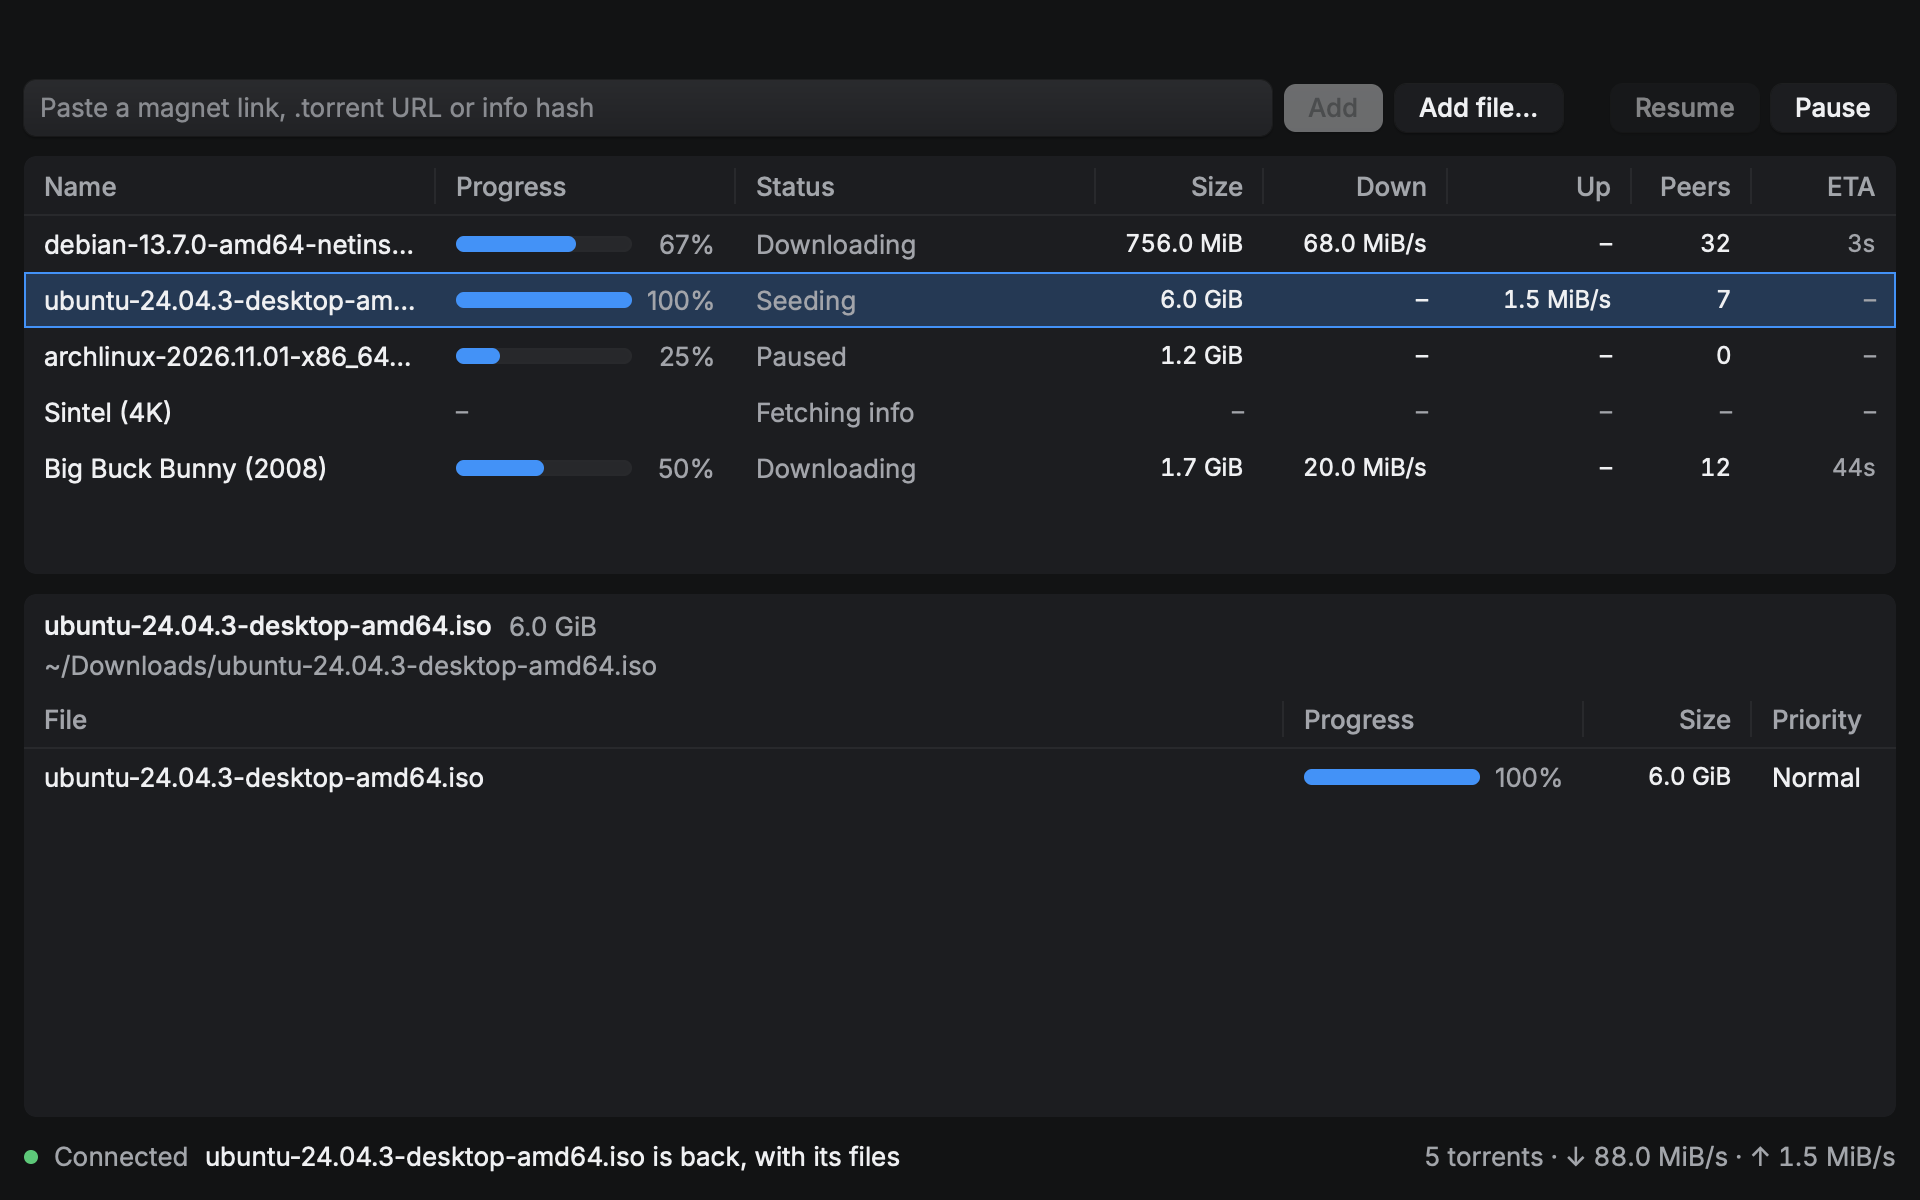 Paste a magnet link, .torrent URL or info hash Add Add file... Resume Pause
Name Progress Status Size Down Up Peers ETA
debian-13.7.0-amd64-netins... 67% Downloading 756.0 MiB 68.0 MiB/s – 32 3s
ubuntu-24.04.3-desktop-am... 100% Seeding 6.0 GiB – 1.5 MiB/s 7 –
archlinux-2026.11.01-x86_64... 25% Paused 1.2 GiB – – 0 –
Sintel (4K) – Fetching info – – – – –
Big Buck Bunny (2008) 50% Downloading 1.7 GiB 20.0 MiB/s – 12 44s
ubuntu-24.04.3-desktop-amd64.iso 6.0 GiB
~/Downloads/ubuntu-24.04.3-desktop-amd64.iso
File Progress Size Priority
ubuntu-24.04.3-desktop-amd64.iso 100% 6.0 GiB Normal
Connected ubuntu-24.04.3-desktop-amd64.iso is back, with its files 5 torrents · ↓ 88.0 MiB/s · ↑ 1.5 MiB/s